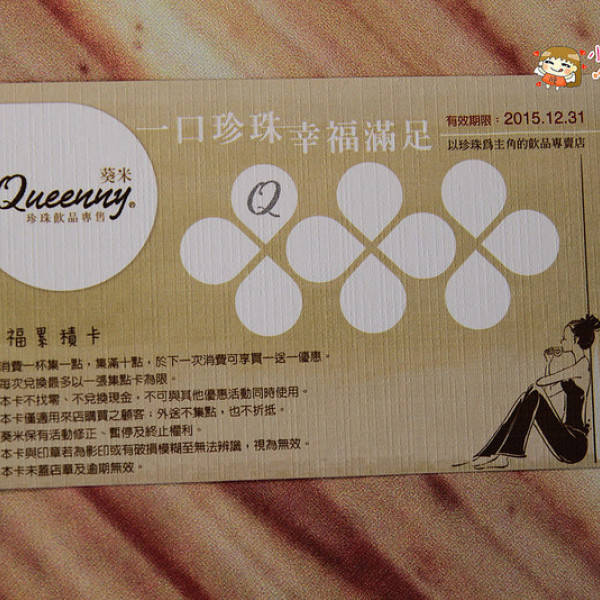 一口珍珠 幸福滿足
有效期限：2015.12.31
以珍珠爲主角的飲品專賣店
葵米
Queenny®
珍珠飲品專售
Q
福累積卡
消費一杯集一點，集滿十點，於下一次消費可享買一送一優惠。
每次兌換最多以一張集點卡為限。
本卡不找零、不兌換現金，不可與其他優惠活動同時使用。
本卡僅適用來店購買之顧客；外送不集點，也不折抵。
葵米保有活動修正、暫停及終止權利。
本卡與印章若為影印或有破損模糊至無法辨識，視為無效。
本卡未蓋店章及逾期無效。
小